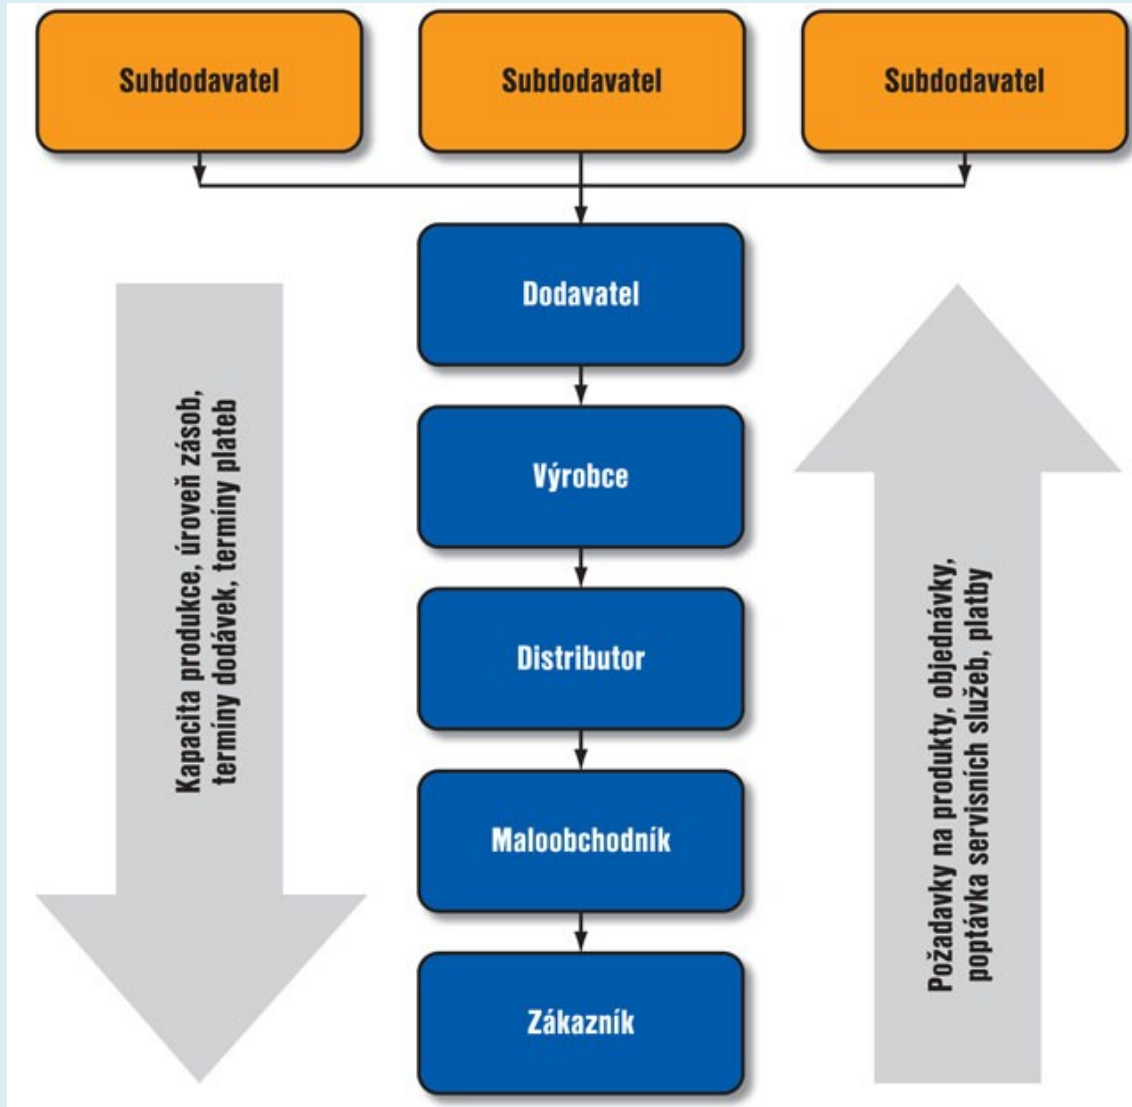 Subdodavatel
Subdodavatel
Subdodavatel
Dodavatel
Výrobce
Distributor
Maloobchodník
Zákazník
Kapacita produkce, úroveň zásob,
termíny dodávek, termíny plateb
Požadavky na produkty, objednávky,
poptávka servisních služeb, platby